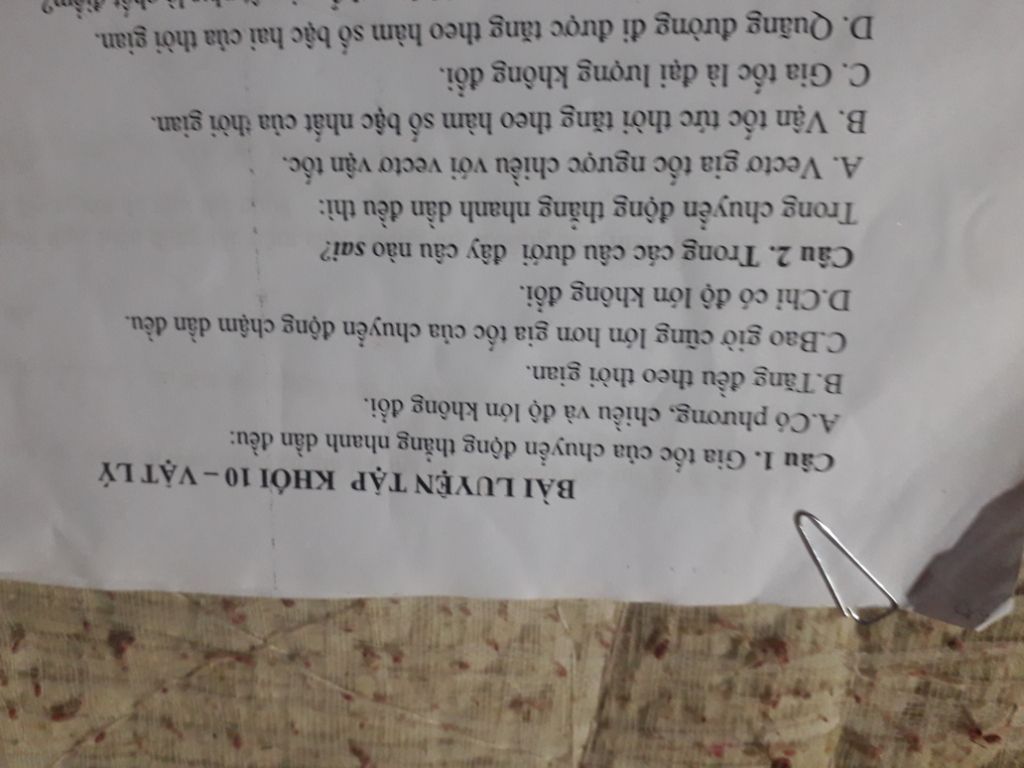 BÀI LUYỆN TẬP KHỐI 10 – VẬT LÝ
Câu 1. Gia tốc của chuyển động thẳng nhanh dần đều:
A.Có phương, chiều và độ lớn không đổi.
B.Tăng đều theo thời gian.
C.Bao giờ cũng lớn hơn gia tốc của chuyển động chậm dần đều.
D.Chỉ có độ lớn không đổi.
Câu 2. Trong các câu dưới đây câu nào sai?
Trong chuyển động thẳng nhanh dần đều thì:
A. Vectơ gia tốc ngược chiều với vectơ vận tốc.
B. Vận tốc tức thời tăng theo hàm số bậc nhất của thời gian.
C. Gia tốc là đại lượng không đổi.
D. Quãng đường đi được tăng theo hàm số bậc hai của thời gian.